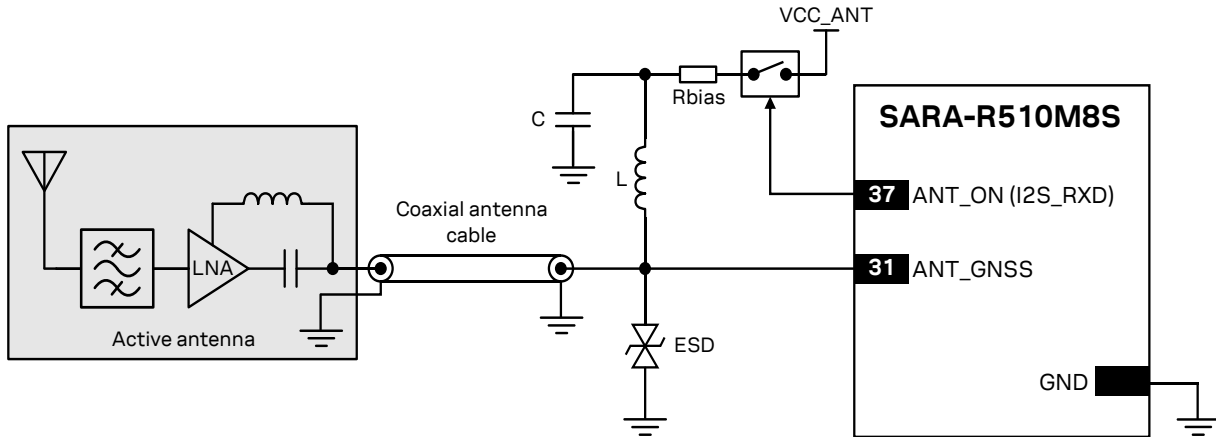 VCC_ANT
Rbias
C
SARA-R510M8S
L
37 ANT_ON (I2S_RXD)
Coaxial antenna
cable
LNA
31 ANT_GNSS
Active antenna
ESD
GND